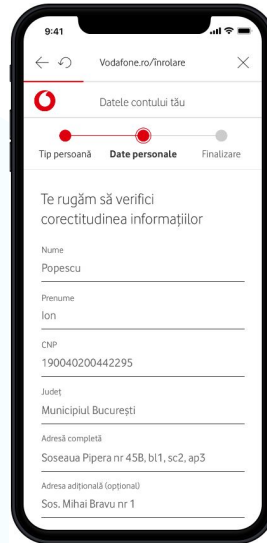 9:41
Vodafone.ro/înrolare
Datele contului tău
Tip persoană Date personale Finalizare
Te rugăm să verifici
corectitudinea informațiilor
Nume
Popescu
Prenume
Ion
CNP
190040200442295
Județ
Municipiul București
Adresă completă
Soseaua Pipera nr 45B, bl1, sc2, ap3
Adresa adițională (opțional)
Sos. Mihai Bravu nr 1